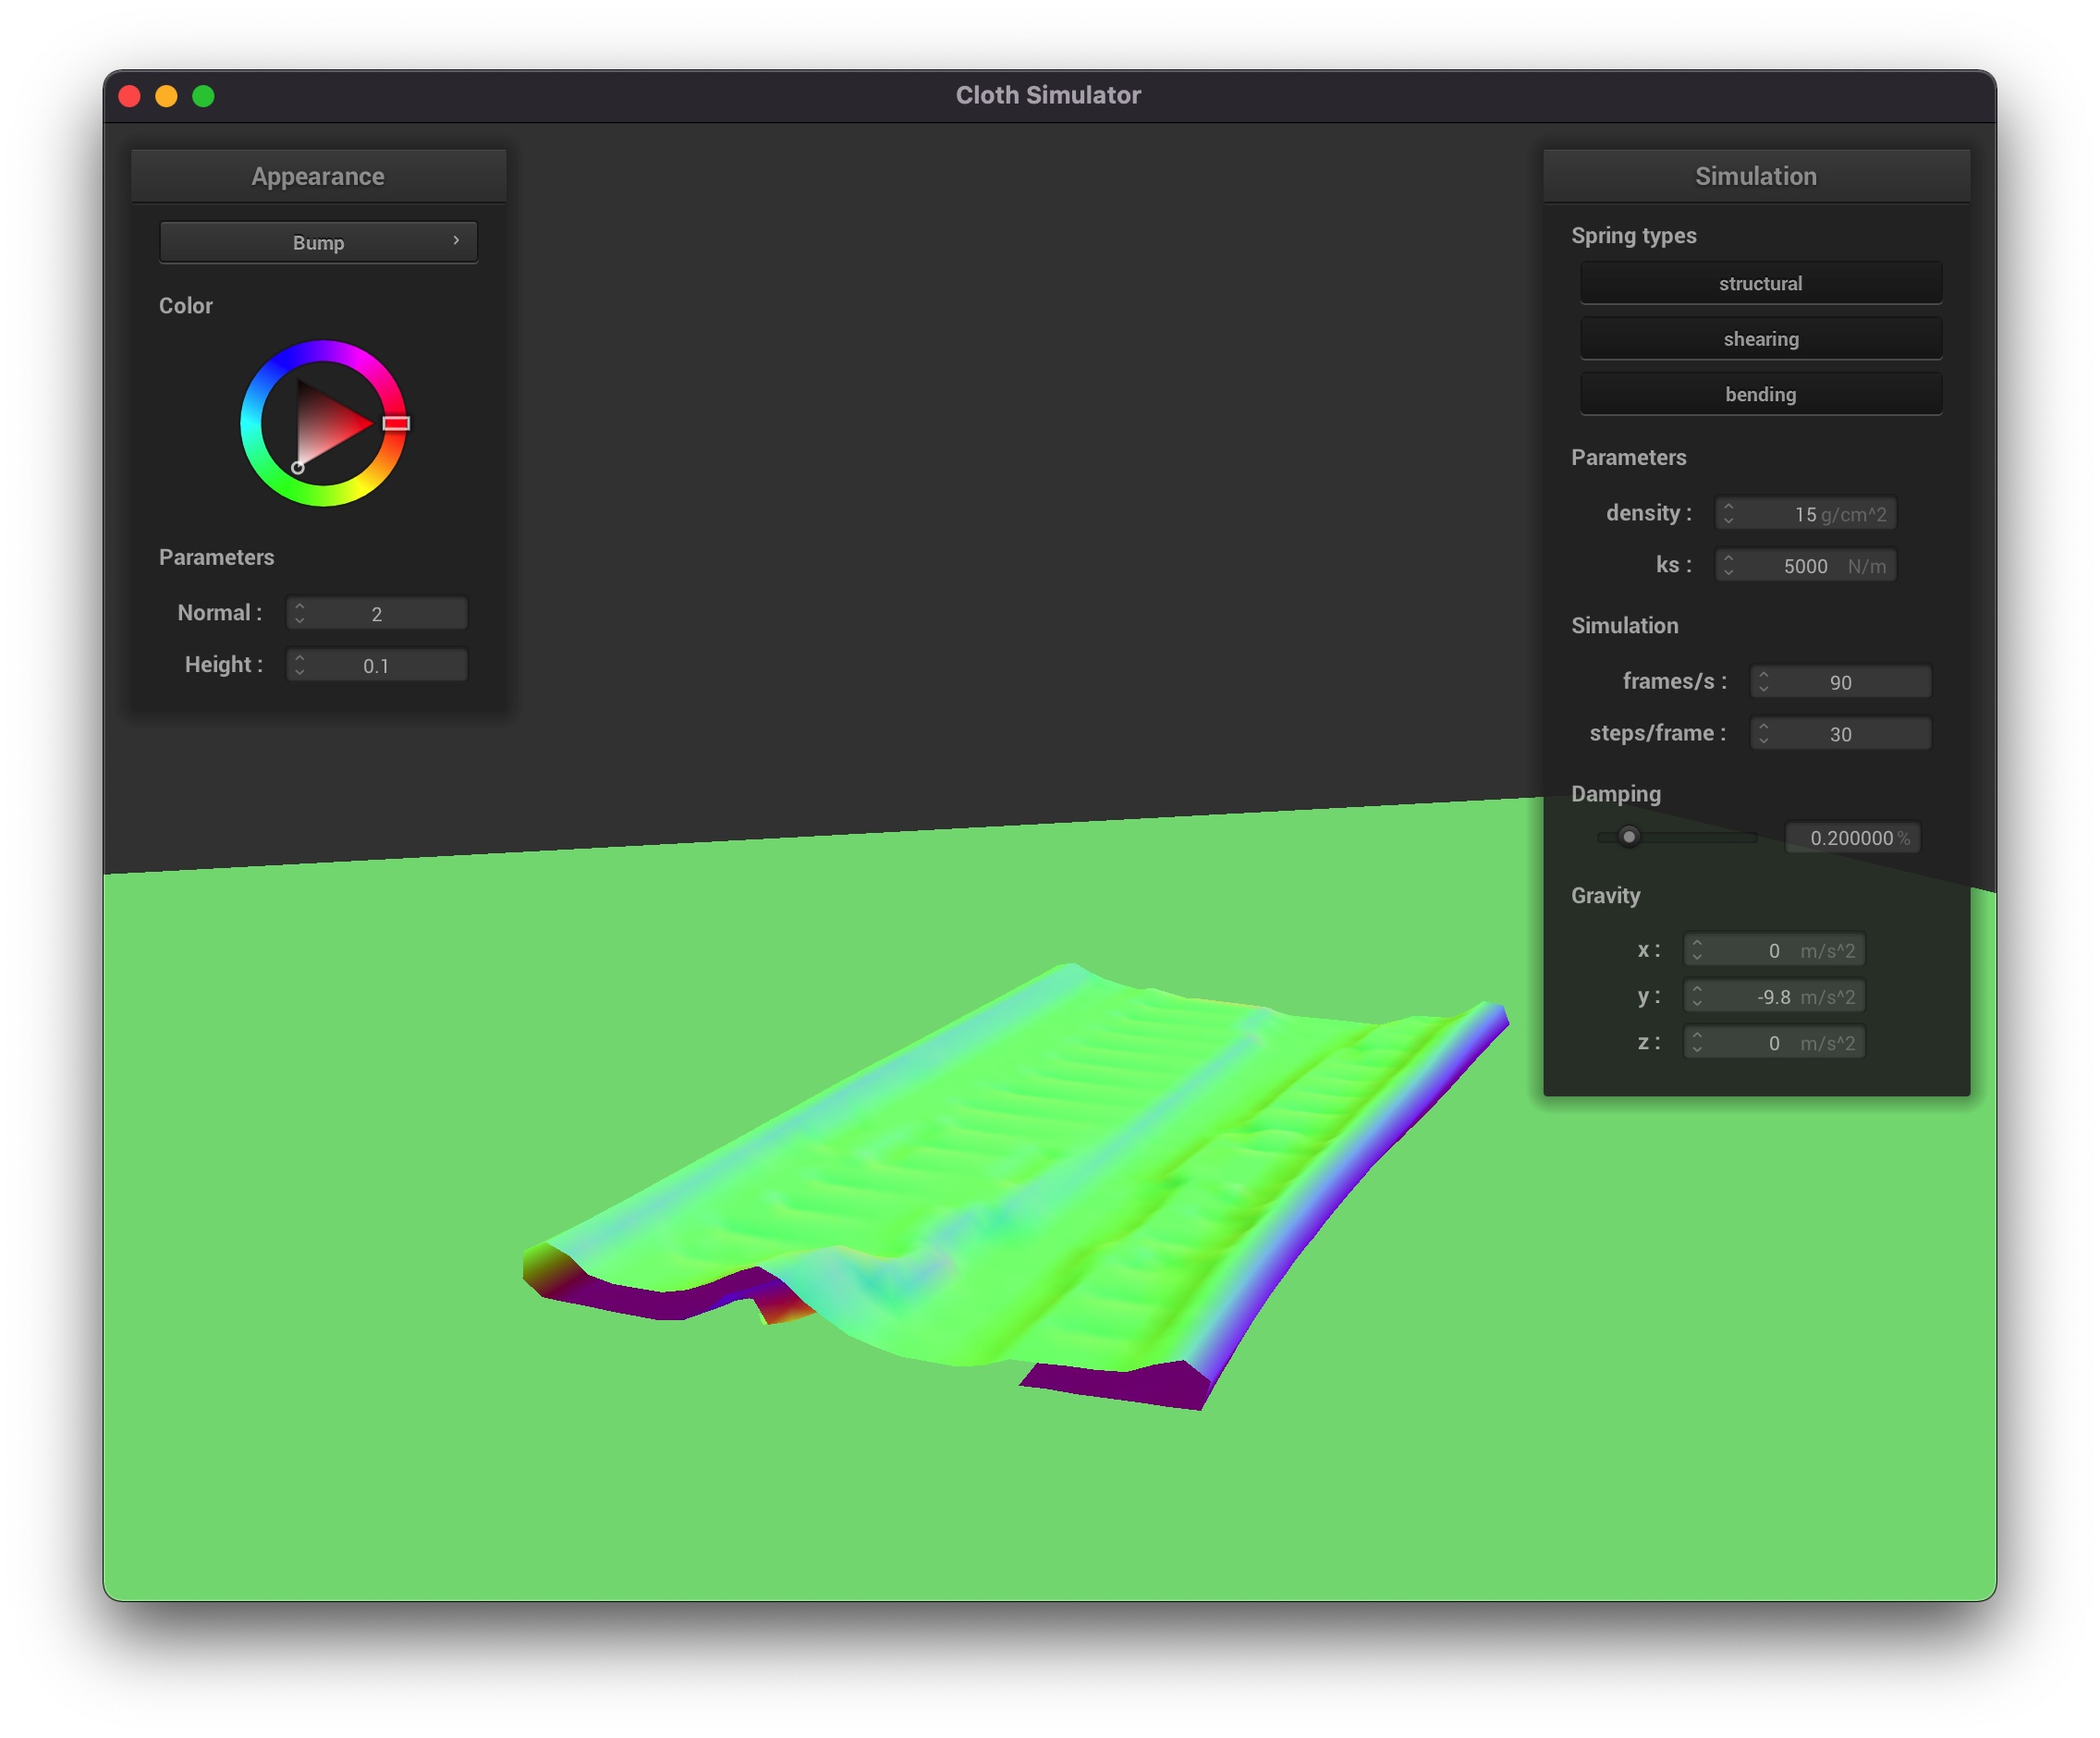 Cloth Simulator
Appearance
Bump
Color
Parameters
Normal : 2
Height : 0.1
Simulation
Spring types
structural
shearing
bending
Parameters
density : 15 g/cm^2
ks : 5000 N/m
Simulation
frames/s : 90
steps/frame : 30
Damping
0.200000 %
Gravity
x : 0 m/s^2
y : -9.8 m/s^2
z : 0 m/s^2